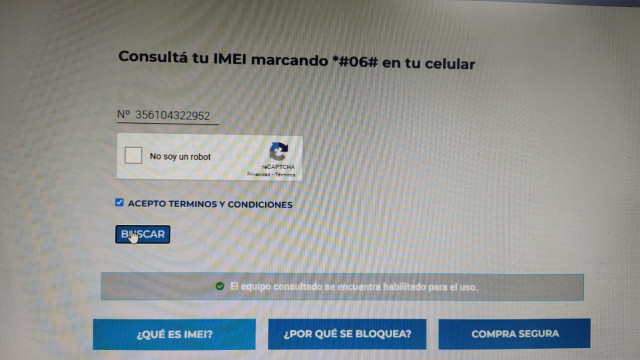 Consultá tu IMEI marcando *#06# en tu celular
Nº 356104322952
No soy un robot
reCAPTCHA
Privacidad - Términos
ACEPTO TERMINOS Y CONDICIONES
BUSCAR
El equipo consultado se encuentra habilitado para el uso.
¿QUÉ ES IMEI?
¿POR QUÉ SE BLOQUEA?
COMPRA SEGURA